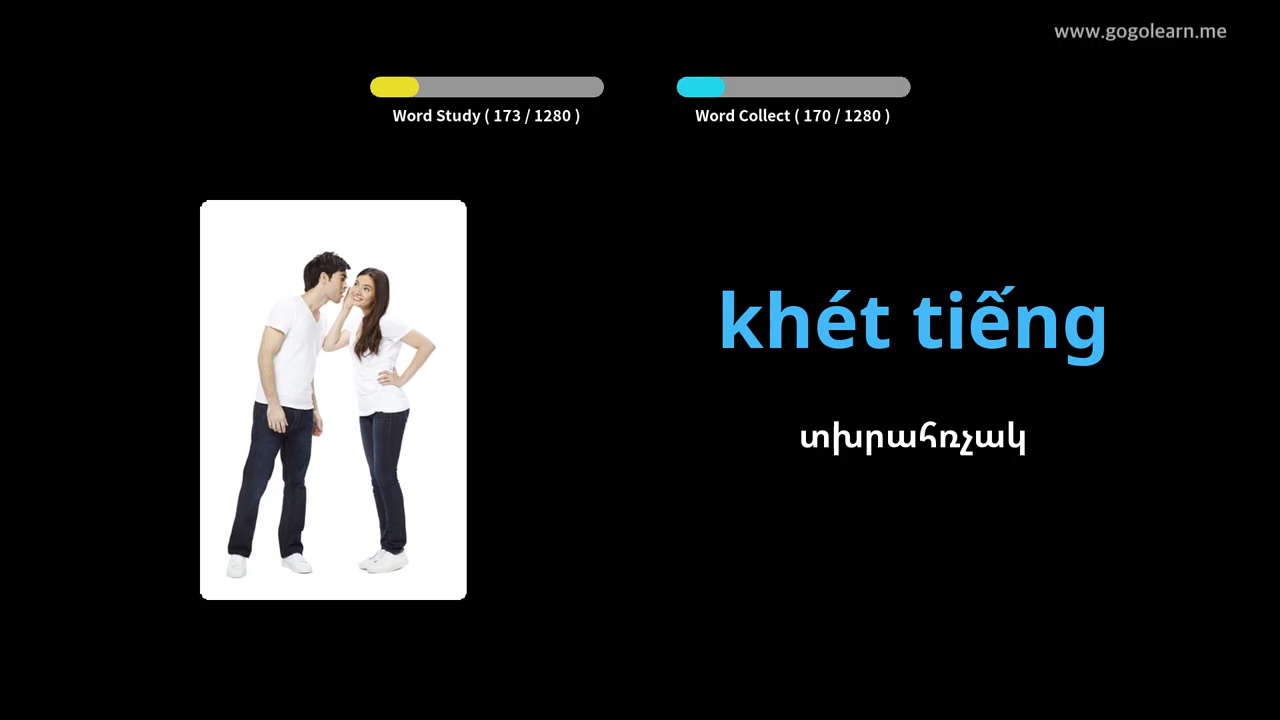 www.gogolearn.me
Word Study ( 173 / 1280 )
Word Collect ( 170 / 1280 )
khét tiếng
տխրահռչակ